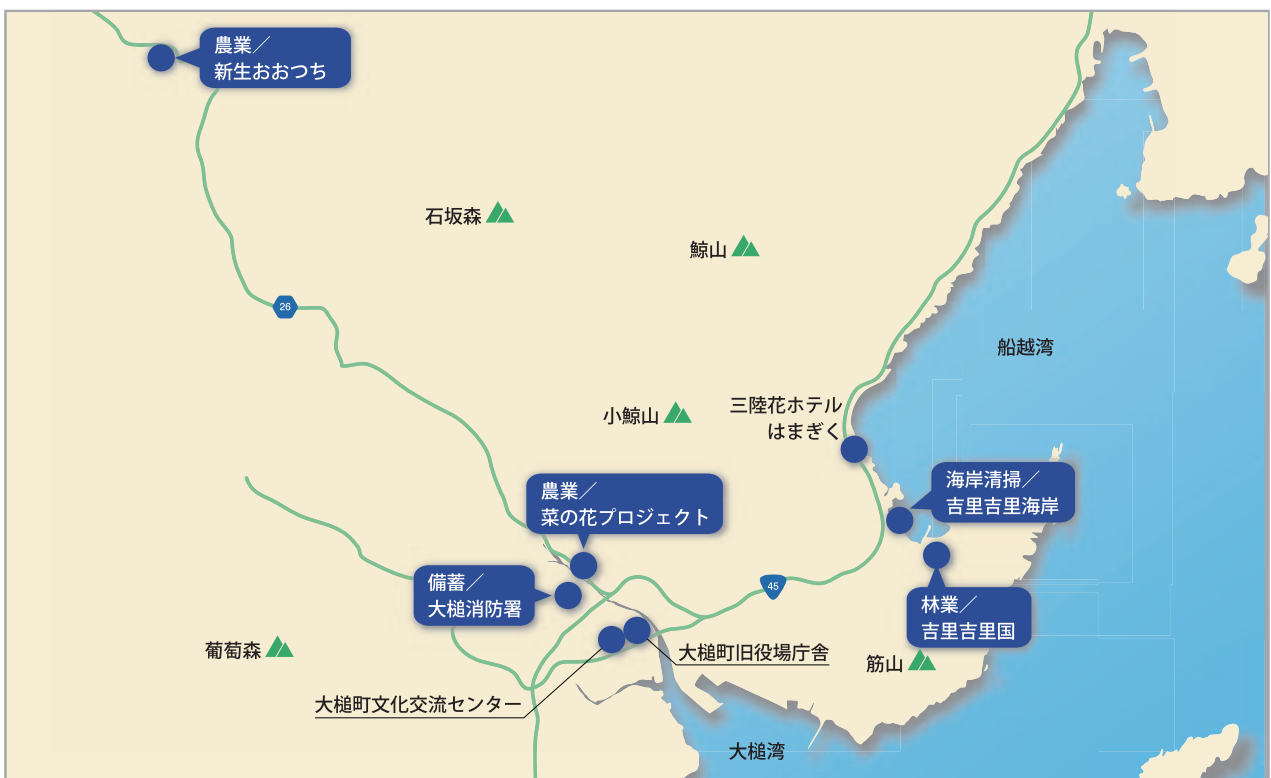 農業／
新生おおつち
石坂森
鯨山
26
船越湾
三陸花ホテル
はまぎく
小鯨山
海岸清掃／
吉里吉里海岸
農業／
菜の花プロジェクト
備蓄／
大槌消防署
45
林業／
吉里吉里国
葡萄森
大槌町旧役場庁舎
筋山
大槌町文化交流センター
大槌湾